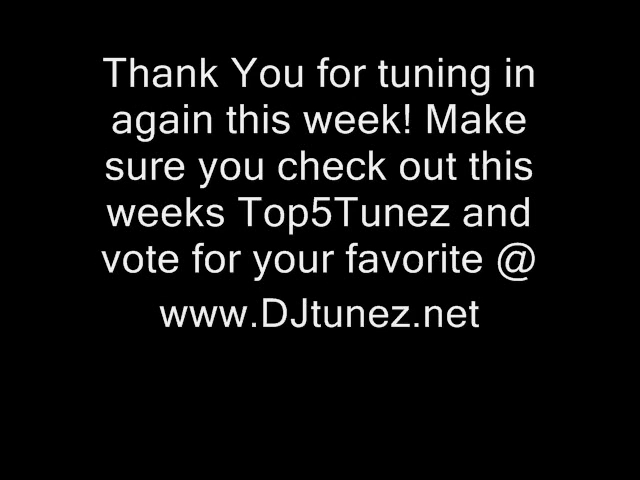 Thank You for tuning in
again this week! Make
sure you check out this
weeks Top5Tunez and
vote for your favorite @
www.DJtunez.net